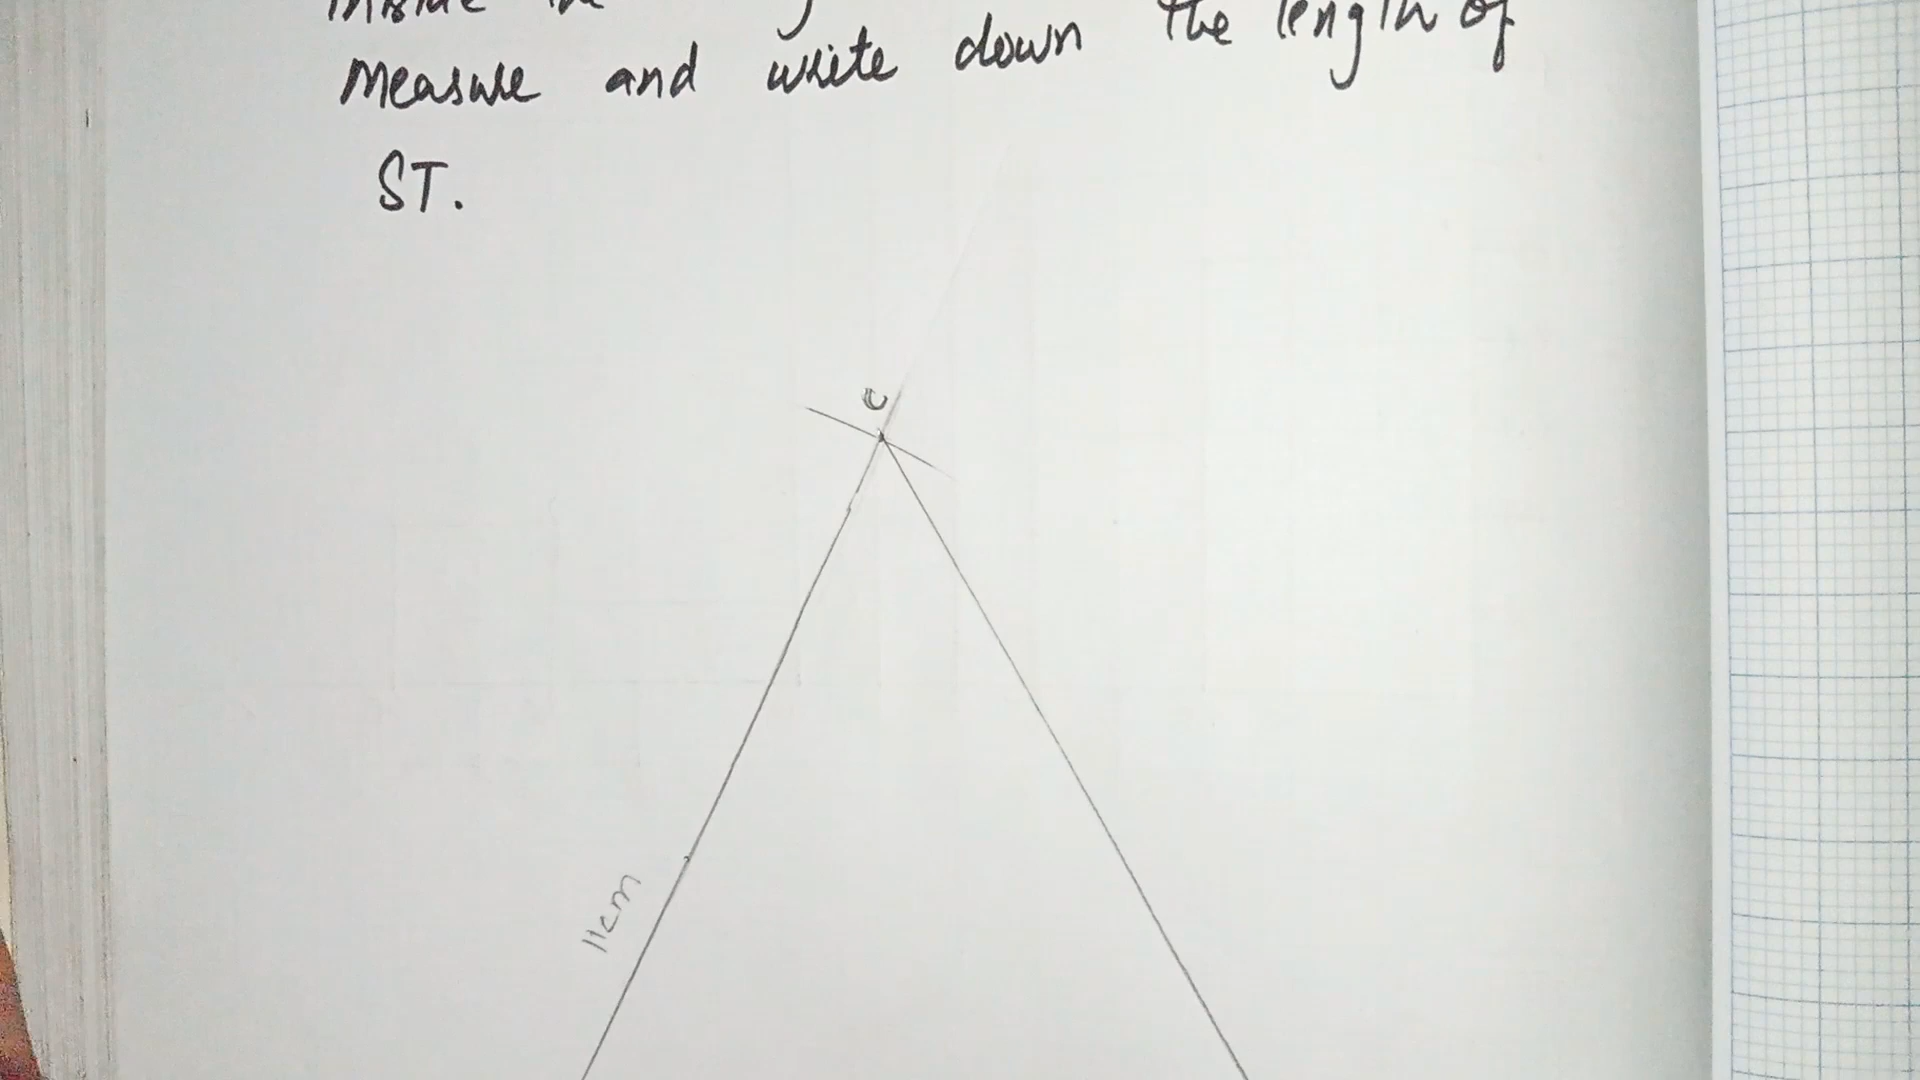 measure and write down the length of
ST.
C
11cm